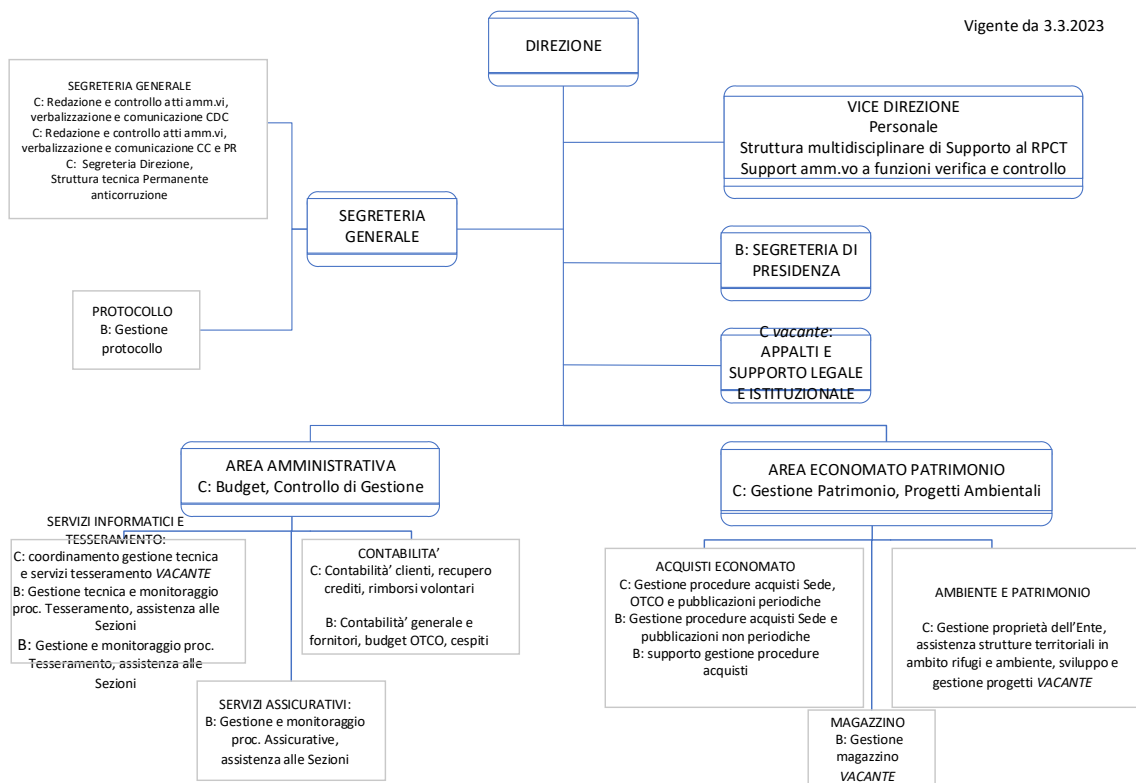 DIREZIONE
Vigente da 3.3.2023
SEGRETERIA GENERALE
C: Redazione e controllo atti amm.vi,
verbalizzazione e comunicazione CDC
C: Redazione e controllo atti amm.vi,
verbalizzazione e comunicazione CC e PR
C: Segreteria Direzione,
Struttura tecnica Permanente
anticorruzione
VICE DIREZIONE
Personale
Struttura multidisciplinare di Supporto al RPCT
Support amm.vo a funzioni verifica e controllo
SEGRETERIA
GENERALE
B: SEGRETERIA DI
PRESIDENZA
PROTOCOLLO
B: Gestione
protocollo
C vacante:
APPALTI E
SUPPORTO LEGALE
E ISTITUZIONALE
AREA AMMINISTRATIVA
C: Budget, Controllo di Gestione
AREA ECONOMATO PATRIMONIO
C: Gestione Patrimonio, Progetti Ambientali
SERVIZI INFORMATICI E
TESSERAMENTO:
C: coordinamento gestione tecnica
e servizi tesseramento VACANTE
B: Gestione tecnica e monitoraggio
proc. Tesseramento, assistenza alle
Sezioni
B: Gestione e monitoraggio proc.
Tesseramento, assistenza alle
Sezioni
CONTABILITA’
C: Contabilità’ clienti, recupero
crediti, rimborsi volontari
B: Contabilità’ generale e
fornitori, budget OTCO, cespiti
SERVIZI ASSICURATIVI:
B: Gestione e monitoraggio
proc. Assicurative,
assistenza alle Sezioni
ACQUISTI ECONOMATO
C: Gestione procedure acquisti Sede,
OTCO e pubblicazioni periodiche
B: Gestione procedure acquisti Sede e
pubblicazioni non periodiche
B: supporto gestione procedure
acquisti
AMBIENTE E PATRIMONIO
C: Gestione proprietà dell’Ente,
assistenza strutture territoriali in
ambito rifugi e ambiente, sviluppo e
gestione progetti VACANTE
MAGAZZINO
B: Gestione
magazzino
VACANTE